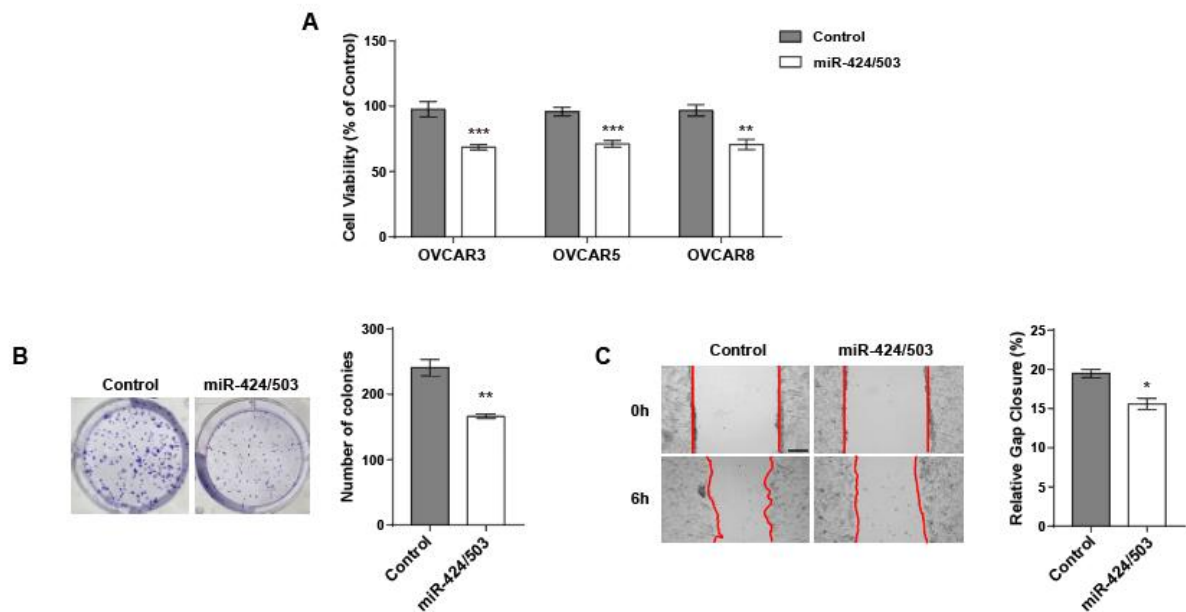 A
Cell Viability (% of Control)
150
100
50
0
***
***
**
OVCAR3
OVCAR5
OVCAR8
Control
miR-424/503
B
Control
miR-424/503
Number of colonies
300
200
100
0
**
Control
miR-424/503
C
Control
miR-424/503
0h
6h
Relative Gap Closure (%)
25
20
15
10
5
0
*
Control
miR-424/503